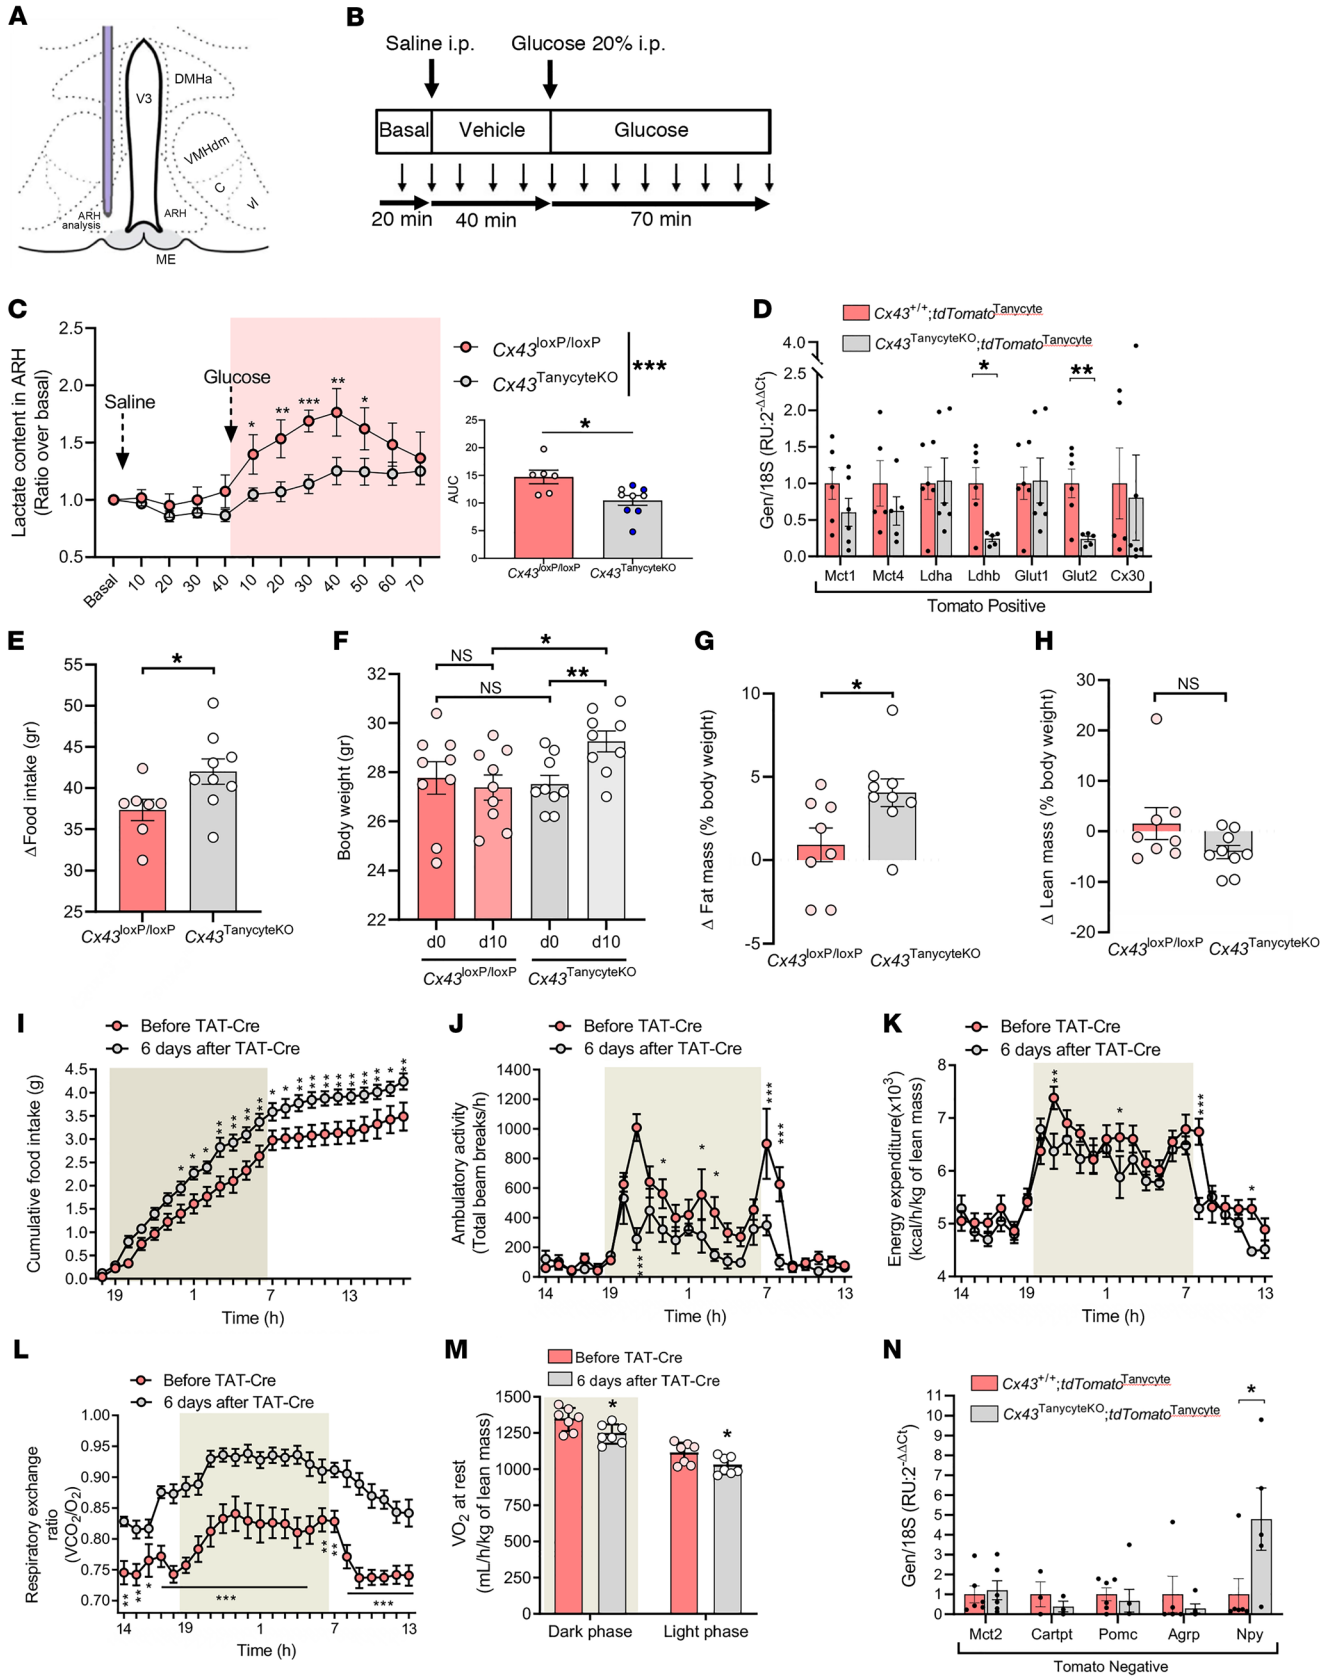 A
DMHa
V3
VMHdm
C
vl
ARH
analysis
ARH
ME
B
Saline i.p.
Glucose 20% i.p.
Basal
Vehicle
Glucose
20 min
40 min
70 min
C
Lactate content in ARH
(Ratio over basal)
2.5
2.0
1.5
1.0
0.5
Saline
Glucose
* ** *** ** *
Basal 10 20 30 40 10 20 30 40 50 60 70
Cx43loxP/loxP
Cx43TanycyteKO
***
AUC
25
20
15
10
5
0
*
Cx43loxP/loxP
Cx43TanycyteKO
D
Cx43+/+;tdTomatoTanycyte
Cx43TanycyteKO;tdTomatoTanycyte
Gen/18S (RU:2-ΔΔCt)
4.0
2.5
2.0
1.5
1.0
0.5
0.0
* **
Mct1 Mct4 Ldha Ldhb Glut1 Glut2 Cx30
Tomato Positive
E
ΔFood intake (gr)
55
50
45
40
35
30
25
*
Cx43loxP/loxP
Cx43TanycyteKO
F
Body weight (gr)
32
30
28
26
24
22
NS
*
NS
**
d0 d10 d0 d10
Cx43loxP/loxP
Cx43TanycyteKO
G
Δ Fat mass (% body weight)
10
5
0
-5
*
Cx43loxP/loxP
Cx43TanycyteKO
H
Δ Lean mass (% body weight)
30
20
10
0
-10
-20
NS
Cx43loxP/loxP
Cx43TanycyteKO
I
Before TAT-Cre
6 days after TAT-Cre
Cumulative food intake (g)
4.5
4.0
3.5
3.0
2.5
2.0
1.5
1.0
0.5
0.0
* * * ** ** ** ** * * ** ** ** ** ** ** ** * **
19 1 7 13
Time (h)
J
Before TAT-Cre
6 days after TAT-Cre
Ambulatory activity
(Total beam breaks/h)
1400
1200
1000
800
600
400
200
0
*** * * * *** ***
14 19 1 7 13
Time (h)
K
Before TAT-Cre
6 days after TAT-Cre
Energy expenditure(x10³)
(kcal/h/kg of lean mass)
8
7
6
5
4
** * *** *
14 19 1 7 13
Time (h)
L
Before TAT-Cre
6 days after TAT-Cre
Respiratory exchange
ratio
(VCO2/O2)
1.00
0.95
0.90
0.85
0.80
0.75
0.70
** ** * *** ** ** ***
14 19 1 7 13
Time (h)
M
Before TAT-Cre
6 days after TAT-Cre
VO2 at rest
(mL/h/kg of lean mass)
1500
1250
1000
750
500
250
0
* *
Dark phase Light phase
N
Cx43+/+;tdTomatoTanycyte
Cx43TanycyteKO;tdTomatoTanycyte
Gen/18S (RU:2-ΔΔCt)
11
10
9
8
7
6
5
4
3
2
1
0
*
Mct2 Cartpt Pomc Agrp Npy
Tomato Negative